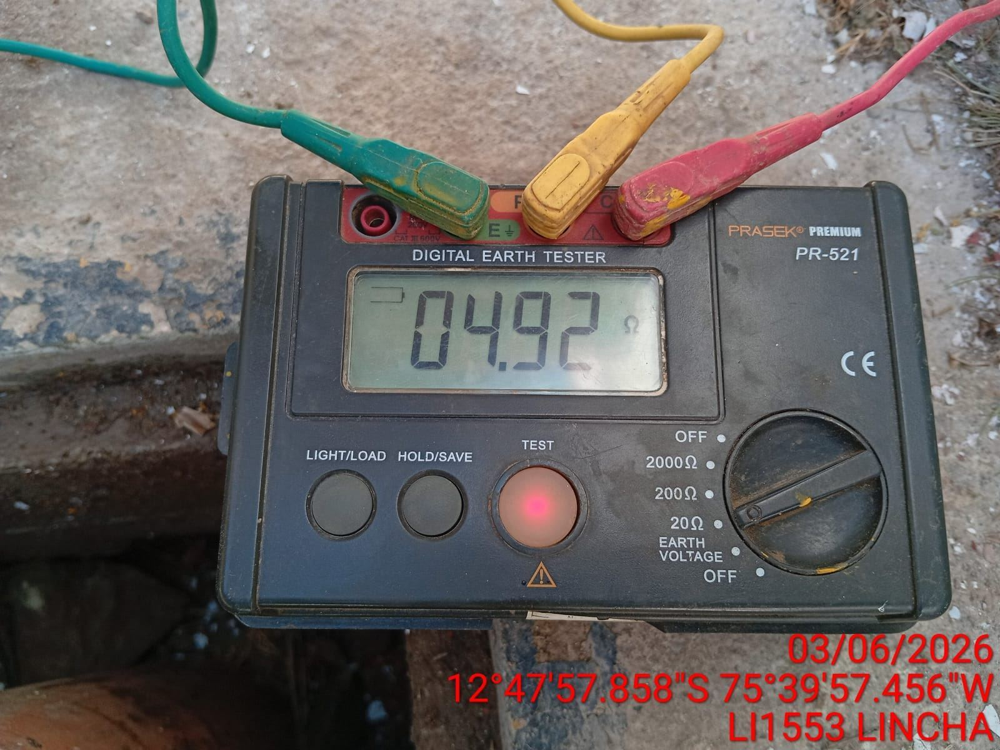 P
C
CAT III 600V
E
DIGITAL EARTH TESTER
PRASEK® PREMIUM
PR-521
04.92 Ω
CE
LIGHT/LOAD HOLD/SAVE TEST
OFF
2000Ω
200Ω
20Ω
EARTH
VOLTAGE
OFF
03/06/2026
12°47'57.858"S 75°39'57.456"W
LI1553 LINCHA